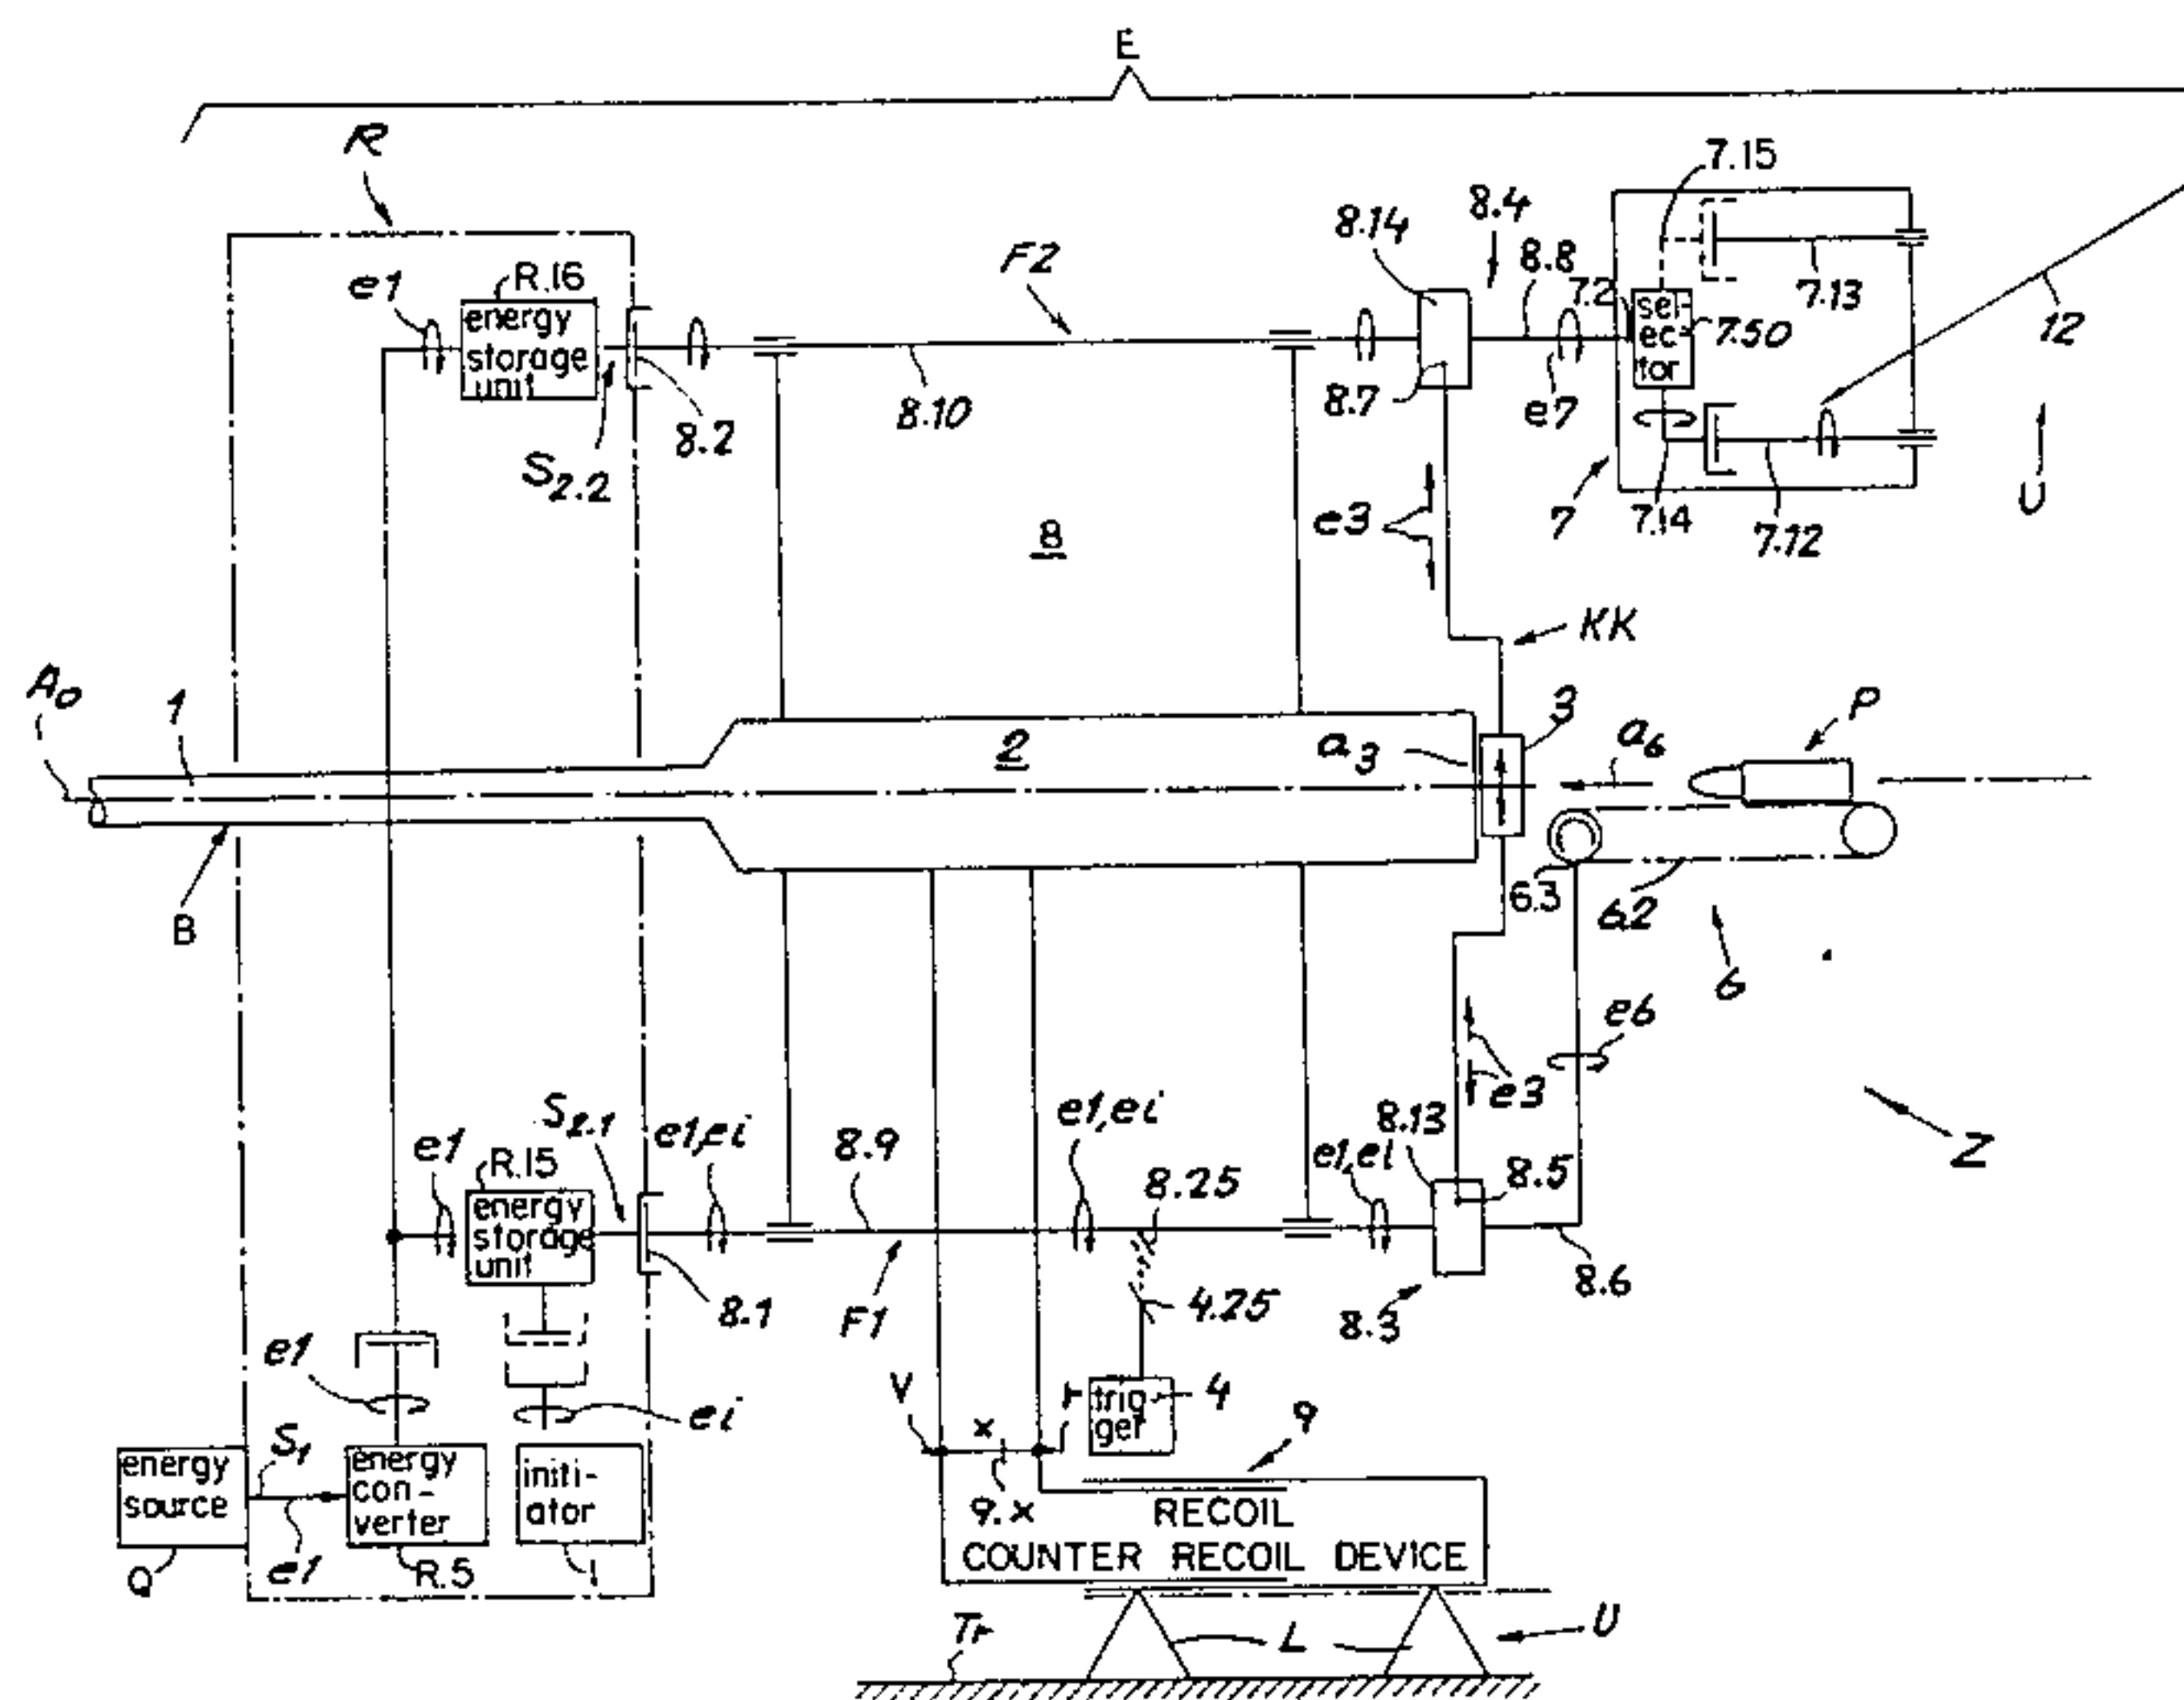 E
R
7.15
8.4
8.14
F2
8.8
R.16
e1
7.2
7.13
12
energy
storage
unit
sel-
ec-
tor
7.50
8.10
8.7
e7
8.2
S2.2
e3
7
7.14
7.12
U
8
KK
Ao
1
3
P
2
a3
a6
B
6.3
6.2
6
e6
e3
Z
S2.1
e1,ei
e1,ei
8.13
e1
R.15
8.9
e1,ei
8.25
8.5
energy
storage
unit
8.1
F1
4.25
8.3
8.6
e1
V
x
r
trig
ger
4
9
ei
S1
energy
source
energy
con-
verter
initi-
ator
9.x
RECOIL
COUNTER RECOIL DEVICE
Q
e1
R.5
I
Tr
L
U